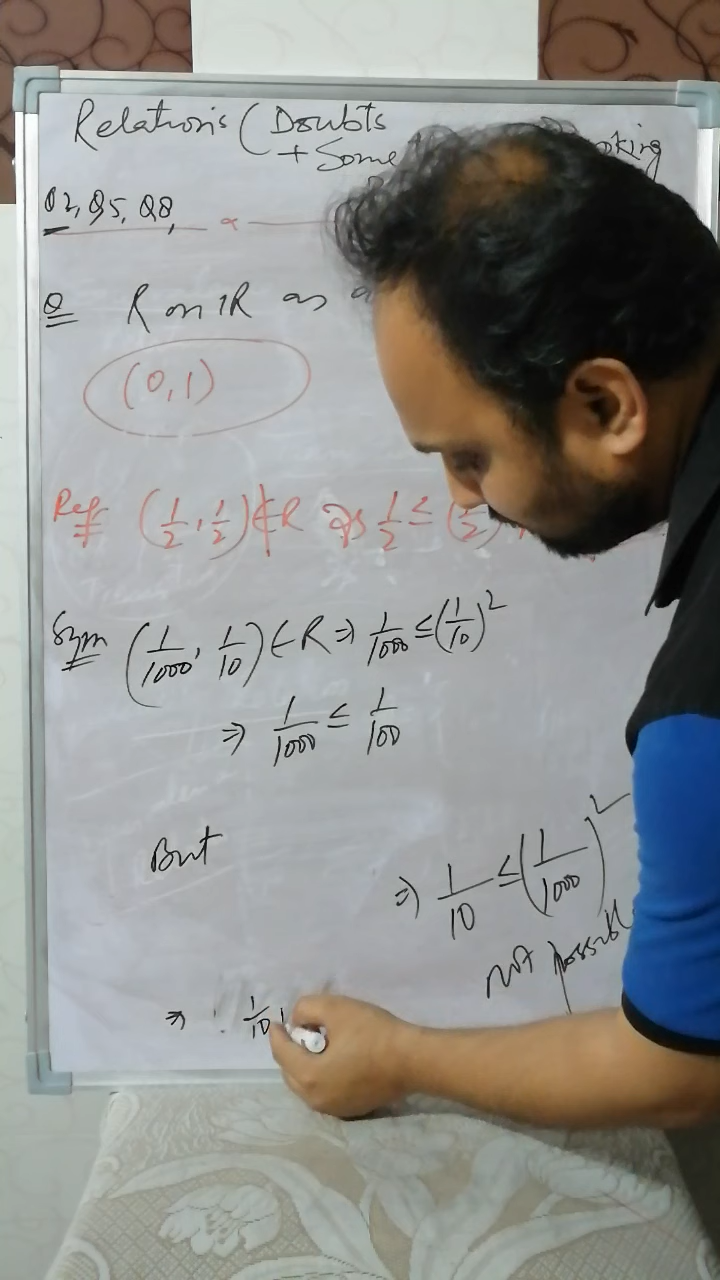 Relations (Doubts
+ Some
Q2, Q5, Q8,
Q R on IR as
(0,1)
Ref (1/2, 1/2) ∉ R as 1/2 ≤ (1/2)
Sym (1/1000, 1/10) ∈ R ⇒ 1/1000 ≤ (1/10)²
⇒ 1/1000 ≤ 1/100
But
⇒ 1/10 ≤ (1/1000)²
not possible
⇒ 1/10